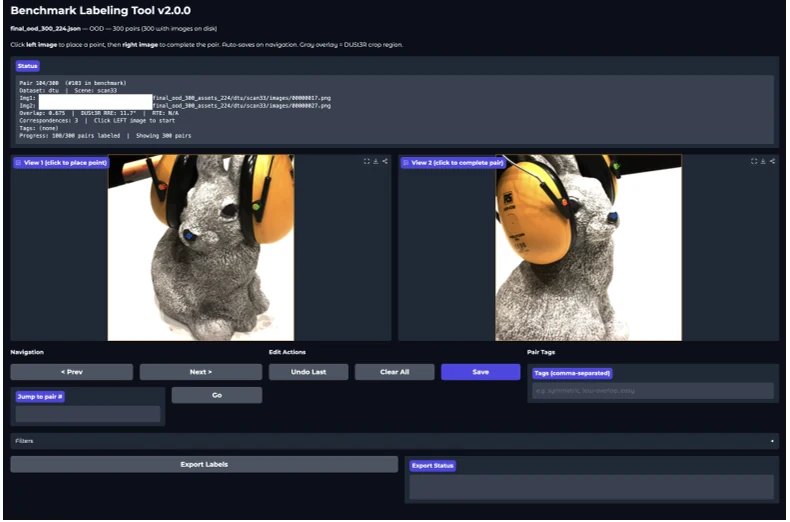 Benchmark Labeling Tool v2.0.0
final_ood_300_224.json — OOD — 300 pairs (300 with images on disk)
Click left image to place a point, then right image to complete the pair. Auto-saves on navigation. Gray overlay = DUSt3R crop region.
Status
Pair 104/300 (#103 in benchmark)
Dataset: dtu | Scene: scan33
Img1: final_ood_300_assets_224/dtu/scan33/images/00000017.png
Img2: final_ood_300_assets_224/dtu/scan33/images/00000027.png
Overlap: 0.675 | DUSt3R RRE: 11.7° | RTE: N/A
Correspondences: 3 | Click LEFT image to start
Tags: (none)
Progress: 100/300 pairs labeled | Showing 300 pairs
View 1 (click to place point)
View 2 (click to complete pair)
Navigation
Edit Actions
Pair Tags
< Prev
Next >
Undo Last
Clear All
Save
Tags (comma-separated)
e.g. symmetric, low-overlap, easy
Jump to pair #
Go
Filters
Export Labels
Export Status